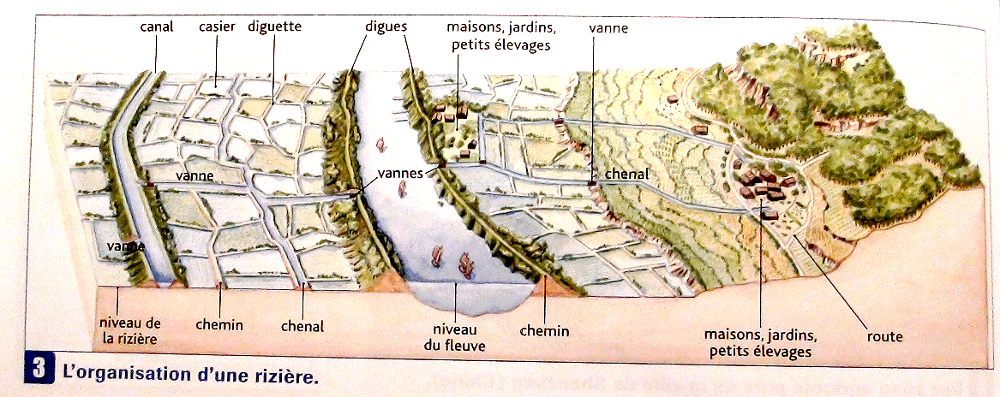 canal
casier
diguette
digues
maisons, jardins,
petits élevages
vanne
vanne
vannes
chenal
vanne
niveau de
la rizière
chemin
chenal
niveau
du fleuve
chemin
maisons, jardins,
petits élevages
route
3 L'organisation d'une rizière.